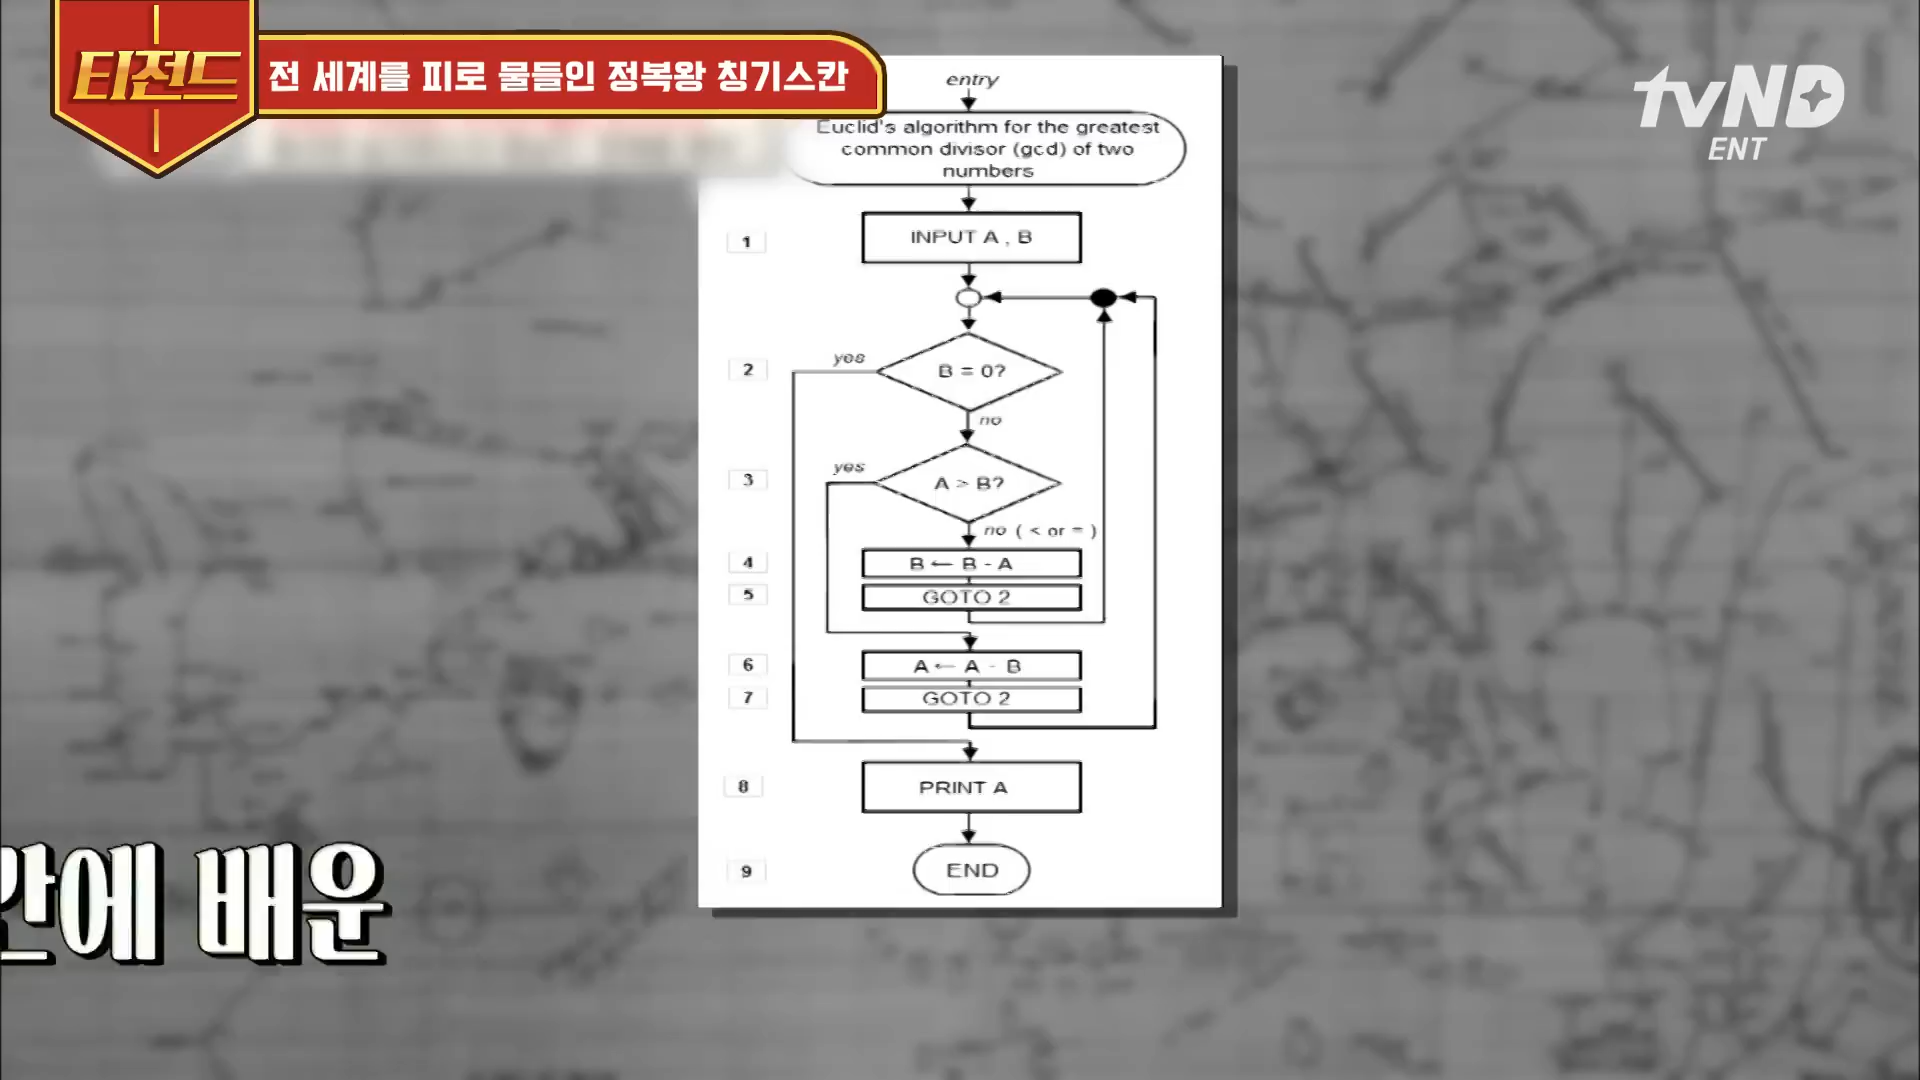 티전드
전 세계를 피로 물들인 정복왕 칭기스칸
tvND
ENT
entry
Euclid's algorithm for the greatest
common divisor (gcd) of two
numbers
1
INPUT A , B
2
yes
B = 0?
no
3
yes
A > B?
no ( < or = )
4
B ← B - A
5
GOTO 2
6
A ← A - B
7
GOTO 2
8
PRINT A
9
END
안에 배운